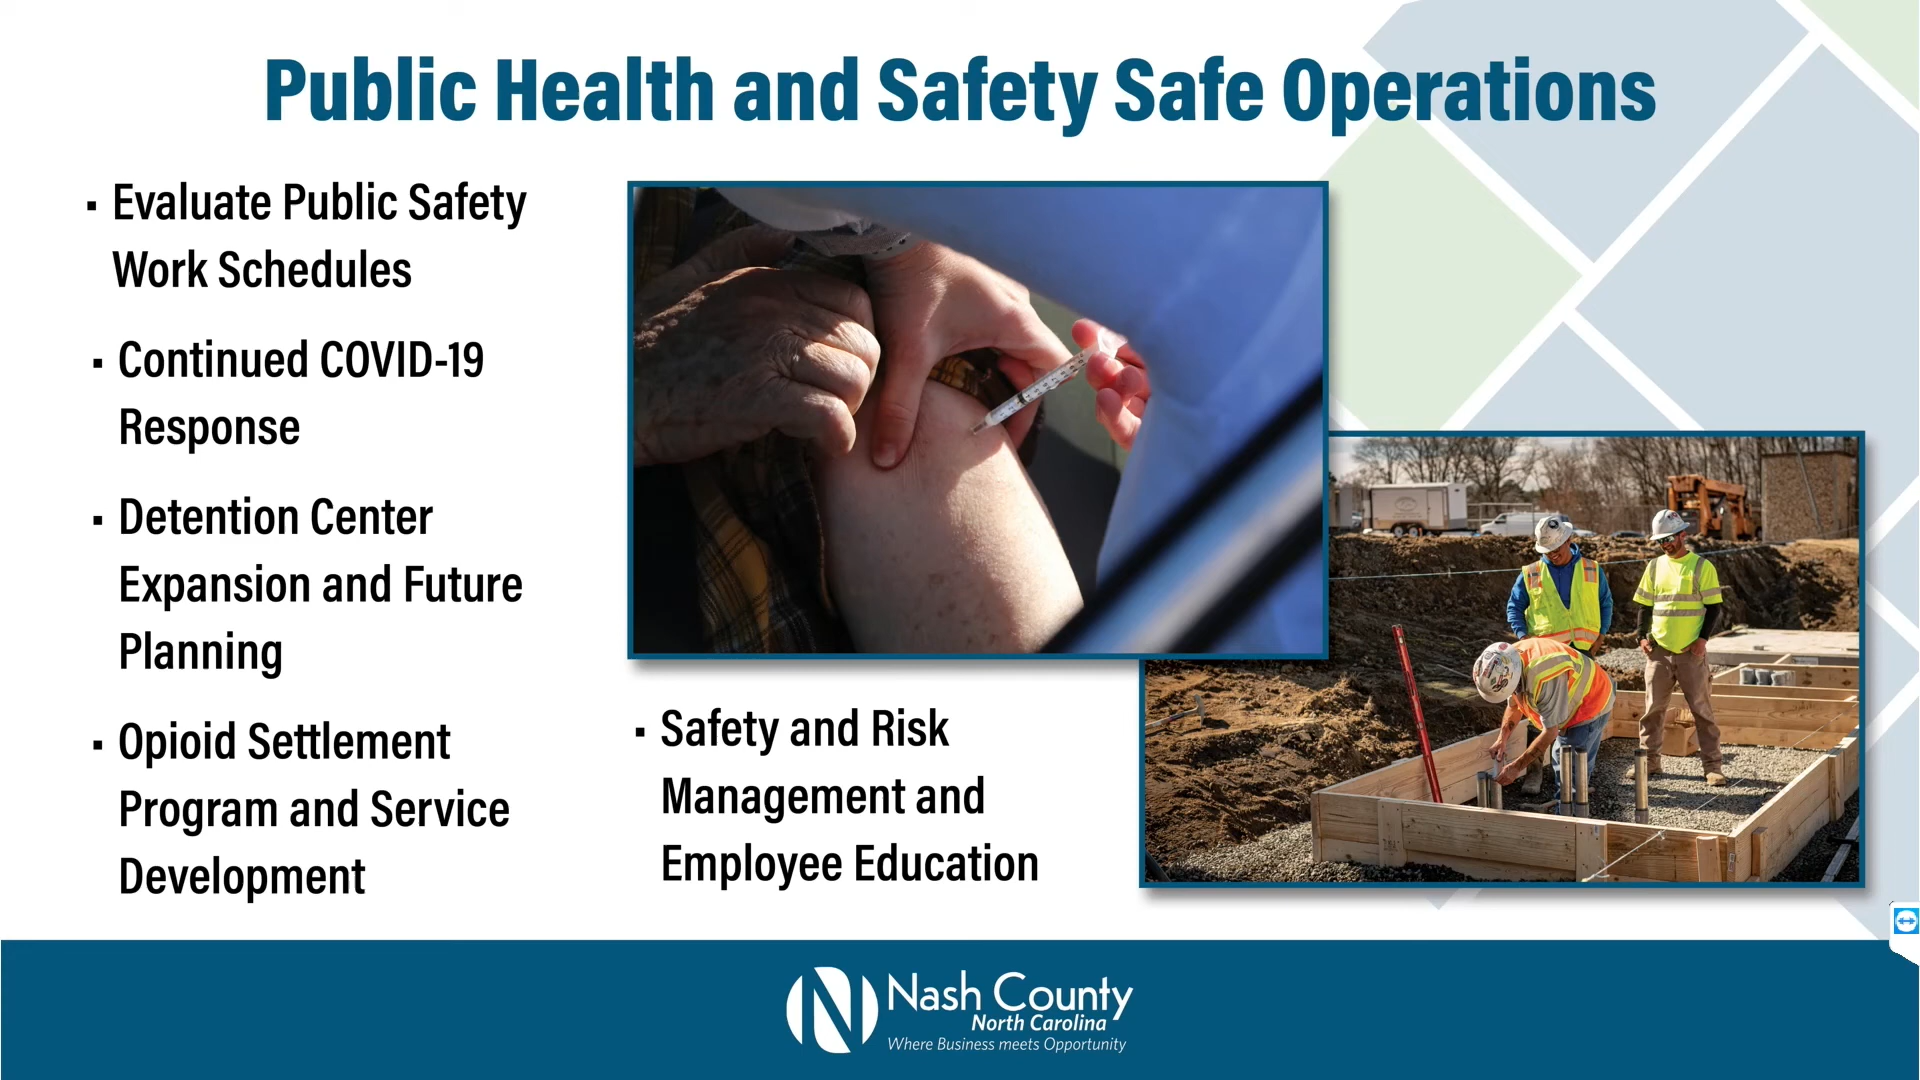 Public Health and Safety Safe Operations
▪ Evaluate Public Safety
Work Schedules
▪ Continued COVID-19
Response
▪ Detention Center
Expansion and Future
Planning
▪ Opioid Settlement
Program and Service
Development
▪ Safety and Risk
Management and
Employee Education
Nash County
North Carolina
Where Business meets Opportunity